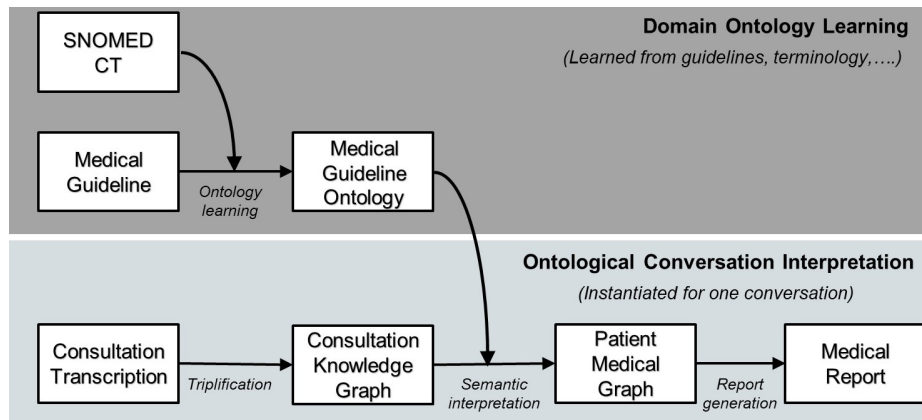 Domain Ontology Learning
(Learned from guidelines, terminology,….)
SNOMED
CT
Medical
Guideline
Ontology
learning
Medical
Guideline
Ontology
Ontological Conversation Interpretation
(Instantiated for one conversation)
Consultation
Transcription
Triplification
Consultation
Knowledge
Graph
Semantic
interpretation
Patient
Medical
Graph
Report
generation
Medical
Report